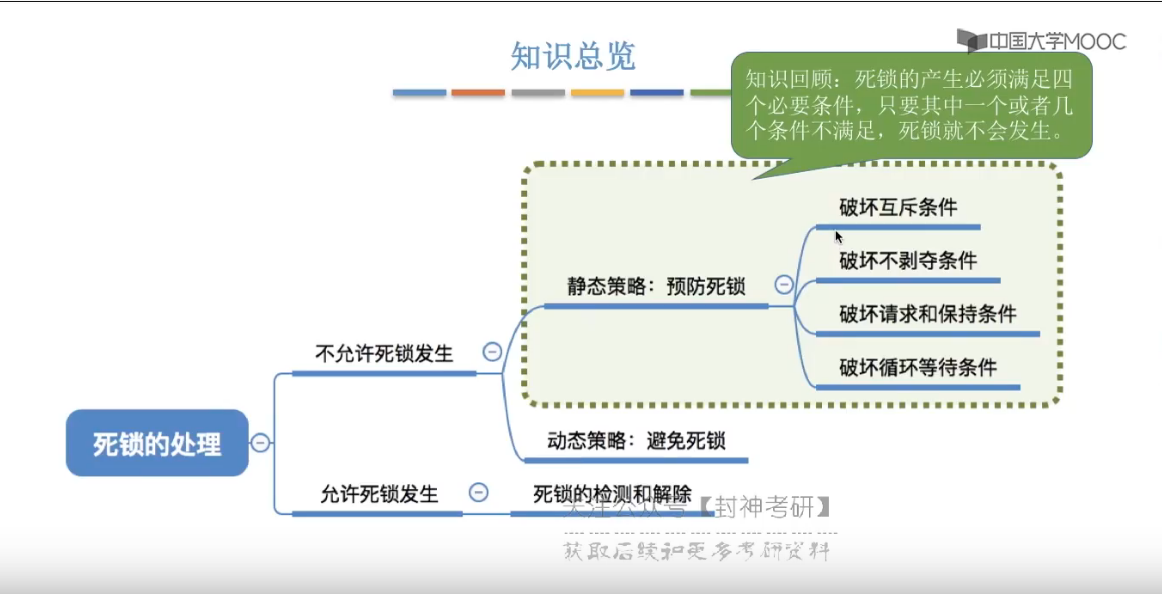 知识总览
中国大学MOOC
知识回顾：死锁的产生必须满足四
个必要条件，只要其中一个或者几
个条件不满足，死锁就不会发生。
破坏互斥条件
破坏不剥夺条件
静态策略：预防死锁
破坏请求和保持条件
不允许死锁发生
破坏循环等待条件
死锁的处理
动态策略：避免死锁
允许死锁发生
死锁的检测和解除
关注公众号【封神考研】
获取后续和更多考研资料